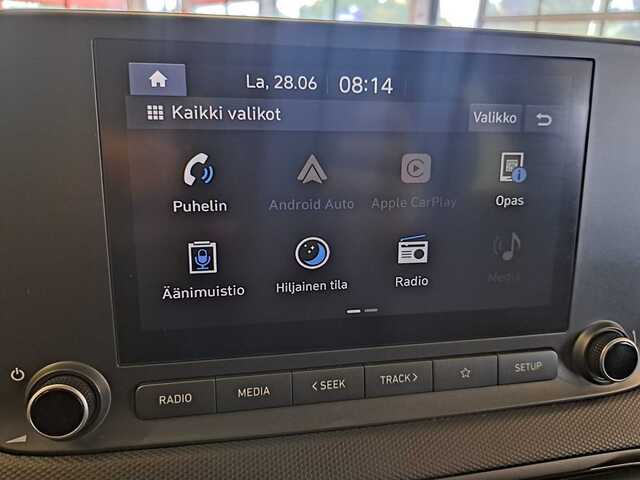 La, 28.06 08:14
Kaikki valikot Valikko
Puhelin Android Auto Apple CarPlay Opas
Äänimuistio Hiljainen tila Radio Media
RADIO MEDIA <SEEK TRACK> SETUP